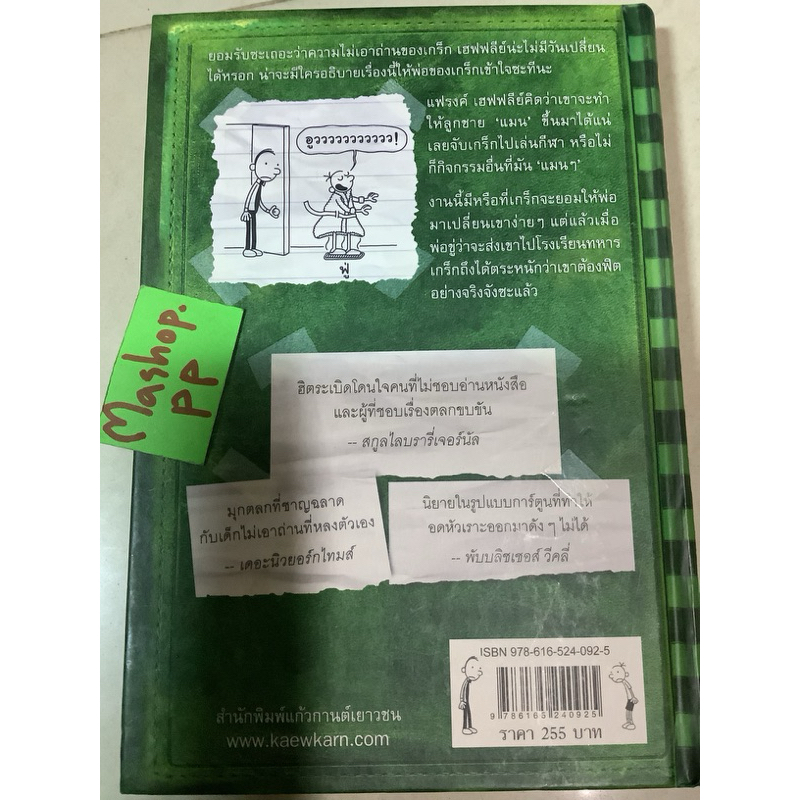 ยอมรับซะเถอะว่าความไม่เอาถ่านของเกร็ก เฮฟฟลีย์น่ะไม่มีวันเปลี่ยน
ได้หรอก น่าจะมีใครอธิบายเรื่องนี้ให้พ่อของเกร็กเข้าใจซะทีนะ
แฟรงค์ เฮฟฟลีย์คิดว่าเขาจะทำ
ให้ลูกชาย ‘แมน’ ขึ้นมาได้แน่
เลยจับเกร็กไปเล่นกีฬา หรือไม่
ก็กิจกรรมอื่นที่มัน ‘แมนๆ’
งานนี้มีหรือที่เกร็กจะยอมให้พ่อ
มาเปลี่ยนเขาง่ายๆ แต่แล้วเมื่อ
พ่อขู่ว่าจะส่งเขาไปโรงเรียนทหาร
เกร็กถึงได้ตระหนักว่าเขาต้องฟิต
อย่างจริงจังซะแล้ว
อูววววววววววว!
ฟู่
Mashop.
PP
ฮิตระเบิดโดนใจคนที่ไม่ชอบอ่านหนังสือ
และผู้ที่ชอบเรื่องตลกขบขัน
-- สกูลไลบรารี่เจอร์นัล
มุกตลกที่ชาญฉลาด
กับเด็กไม่เอาถ่านที่หลงตัวเอง
-- เดอะนิวยอร์กไทมส์
นิยายในรูปแบบการ์ตูนที่ทำให้
อดหัวเราะออกมาดัง ๆ ไม่ได้
-- พับบลิชเชอส์ วีคลี่
ISBN 978-616-524-092-5
9 786165 240925
ราคา 255 บาท
สำนักพิมพ์แก้วกานต์เยาวชน
www.kaewkarn.com